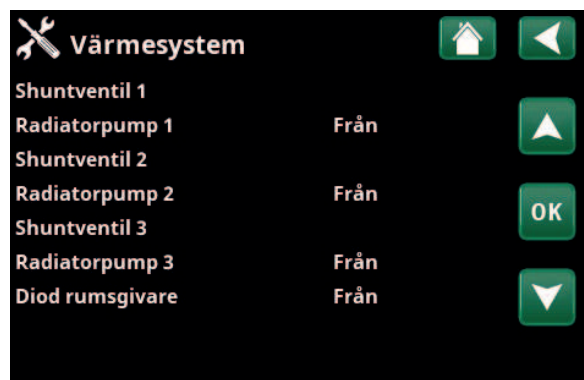 Värmesystem
Shuntventil 1
Radiatorpump 1 Från
Shuntventil 2
Radiatorpump 2 Från
OK
Shuntventil 3
Radiatorpump 3 Från
Diod rumsgivare Från